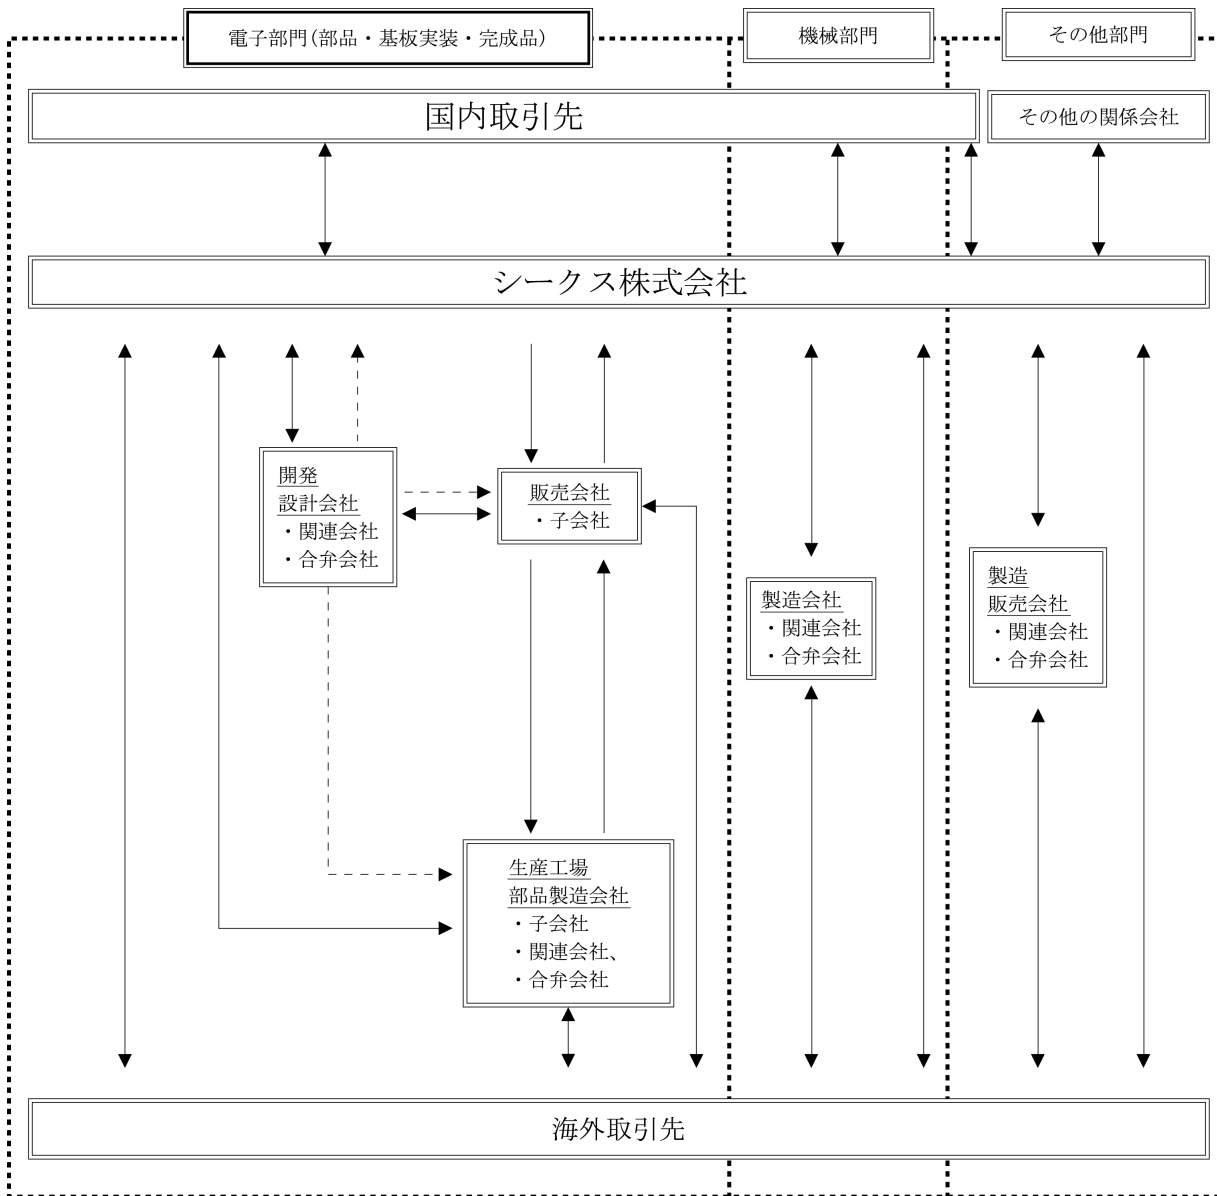 電子部門(部品・基板実装・完成品)
機械部門
その他部門
国内取引先
その他の関係会社
シークス株式会社
開発
設計会社
・関連会社
・合弁会社
販売会社
・子会社
製造会社
・関連会社
・合弁会社
製造
販売会社
・関連会社
・合弁会社
生産工場
部品製造会社
・子会社
・関連会社、
・合弁会社
海外取引先